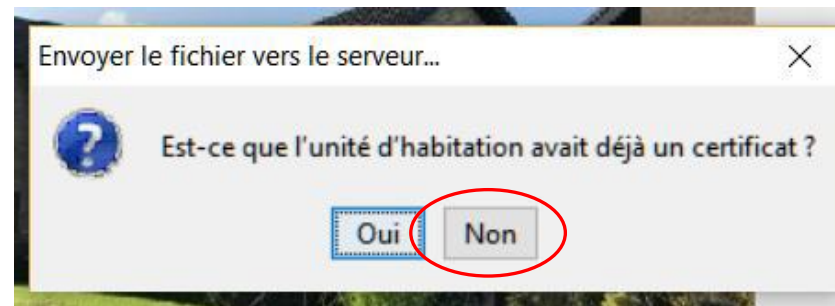 Envoyer le fichier vers le serveur...
Est-ce que l'unité d'habitation avait déjà un certificat ?
Oui Non